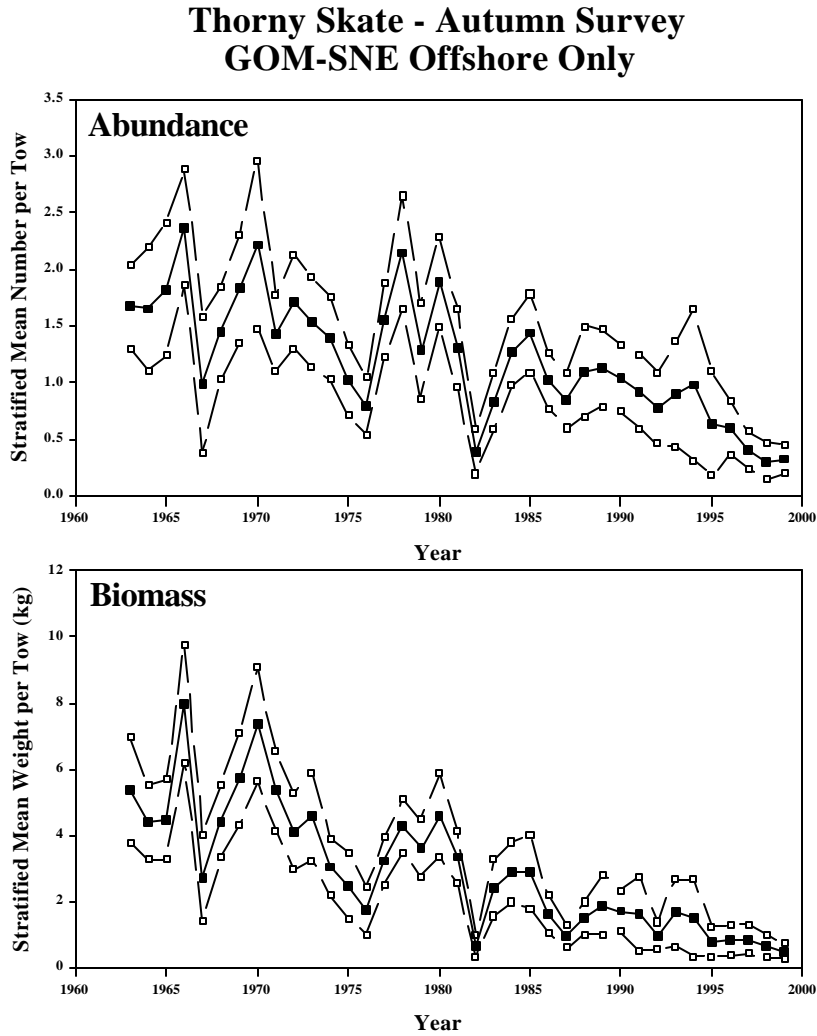 Thorny Skate - Autumn Survey
GOM-SNE Offshore Only
Abundance
Stratified Mean Number per Tow
3.5
3.0
2.5
2.0
1.5
1.0
0.5
0.0
1960 1965 1970 1975 1980 1985 1990 1995 2000
Year
Biomass
Stratified Mean Weight per Tow (kg)
12
10
8
6
4
2
0
1960 1965 1970 1975 1980 1985 1990 1995 2000
Year